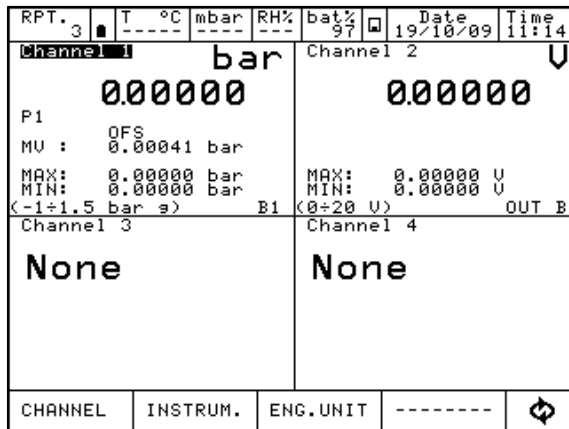 RPT. 3 T °C ----- mbar ---- RH% --- bat% 97 Date 19/10/09 Time 11:14
Channel 1 bar
0.00000
P1
OFS
MV : 0.00041 bar
MAX: 0.00000 bar
MIN: 0.00000 bar
(-1÷1.5 bar g) B1
Channel 2 V
0.00000
MAX: 0.00000 V
MIN: 0.00000 V
(0÷20 V) OUT B
Channel 3
None
Channel 4
None
CHANNEL INSTRUM. ENG.UNIT --------